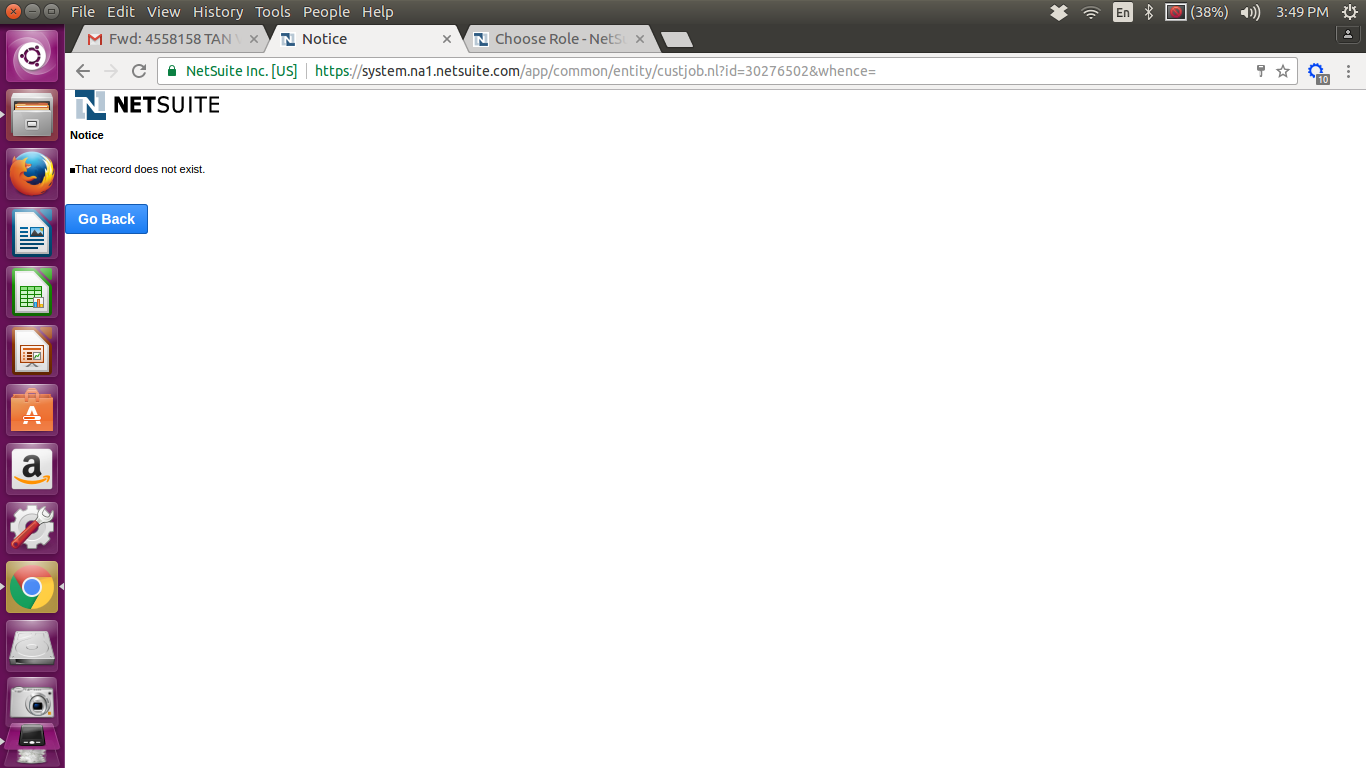 File Edit View History Tools People Help
En (38%) 3:49 PM
Fwd: 4558158 TAN
Notice
Choose Role - NetS
NetSuite Inc. [US] https://system.na1.netsuite.com/app/common/entity/custjob.nl?id=30276502&whence=
10
N NETSUITE
Notice
That record does not exist.
Go Back
A
a